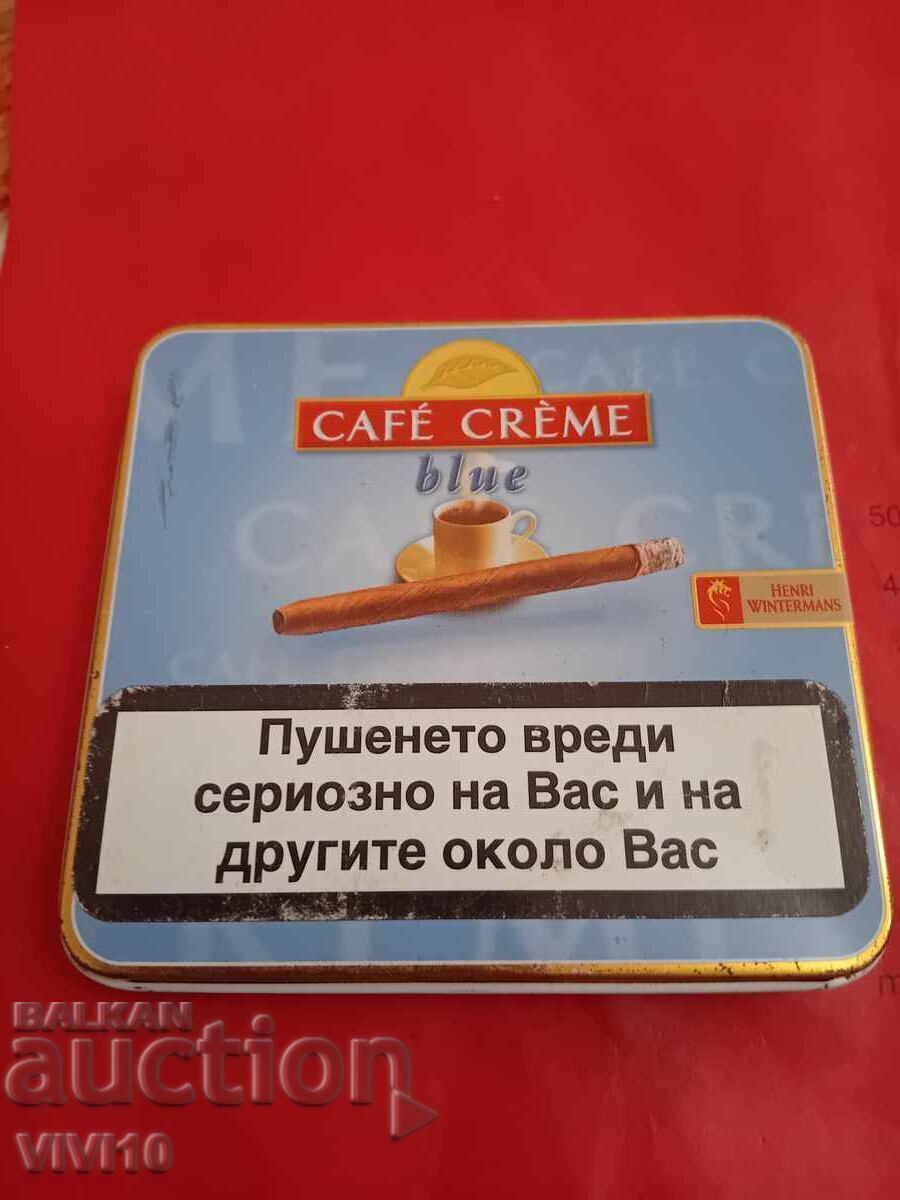 CAFÉ CRÈME
blue
HENRI
WINTERMANS
Пушенето вреди
сериозно на Вас и на
другите около Вас
BALKAN
auction
VIVI10